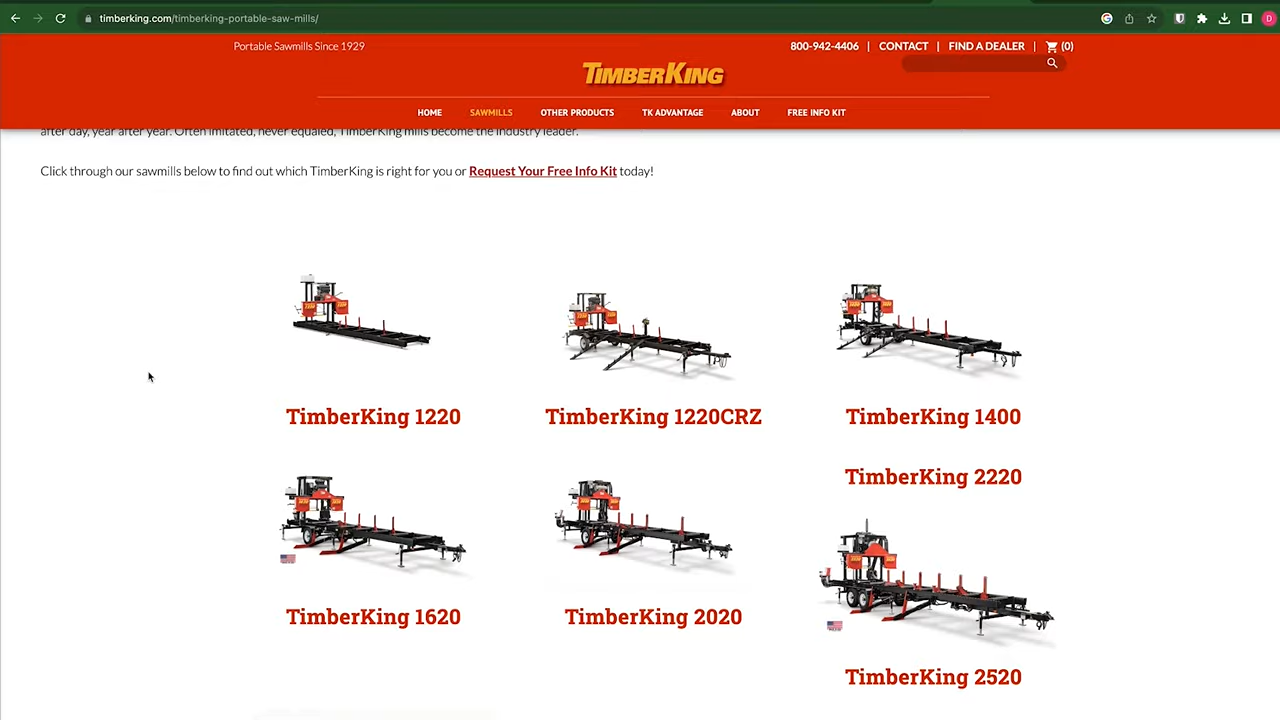 timberking.com/timberking-portable-saw-mills/
D
Portable Sawmills Since 1929
800-942-4406 | CONTACT | FIND A DEALER | (0)
TIMBERKING
HOME SAWMILLS OTHER PRODUCTS TK ADVANTAGE ABOUT FREE INFO KIT
after day, year after year. Often imitated, never equaled, TimberKing mills become the industry leader.
Click through our sawmills below to find out which TimberKing is right for you or Request Your Free Info Kit today!
TimberKing 1220
TimberKing 1220CRZ
TimberKing 1400
TimberKing 2220
TimberKing 1620
TimberKing 2020
TimberKing 2520